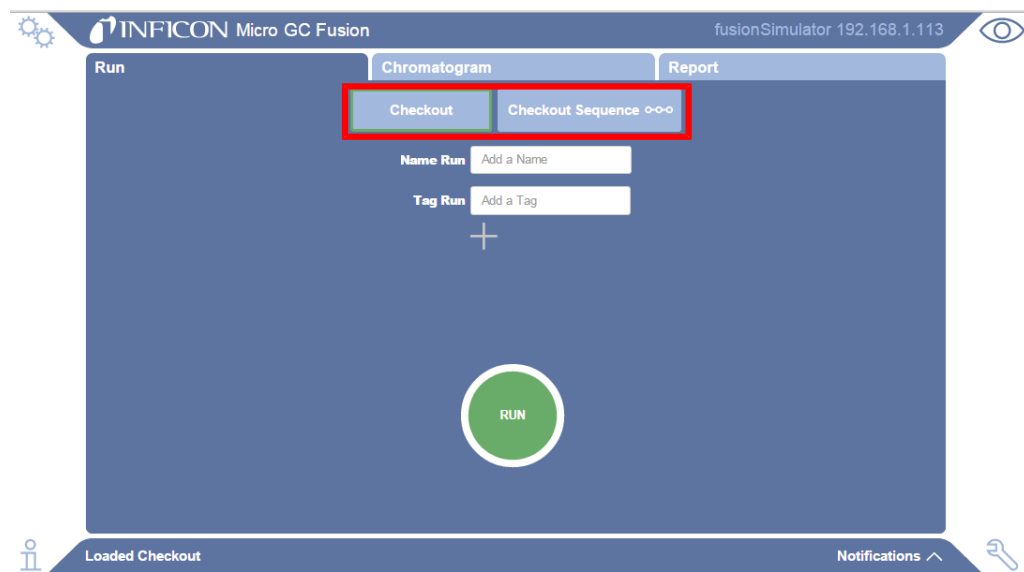 INFICON Micro GC Fusion
fusionSimulator 192.168.1.113
Run
Chromatogram
Report
Checkout
Checkout Sequence
Name Run
Add a Name
Tag Run
Add a Tag
RUN
Loaded Checkout
Notifications